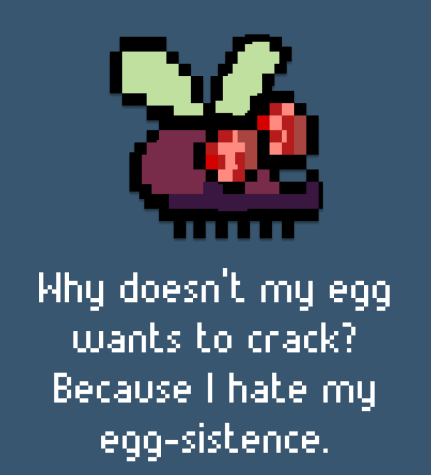 Why doesn't my egg
wants to crack?
Because I hate my
egg-sistence.